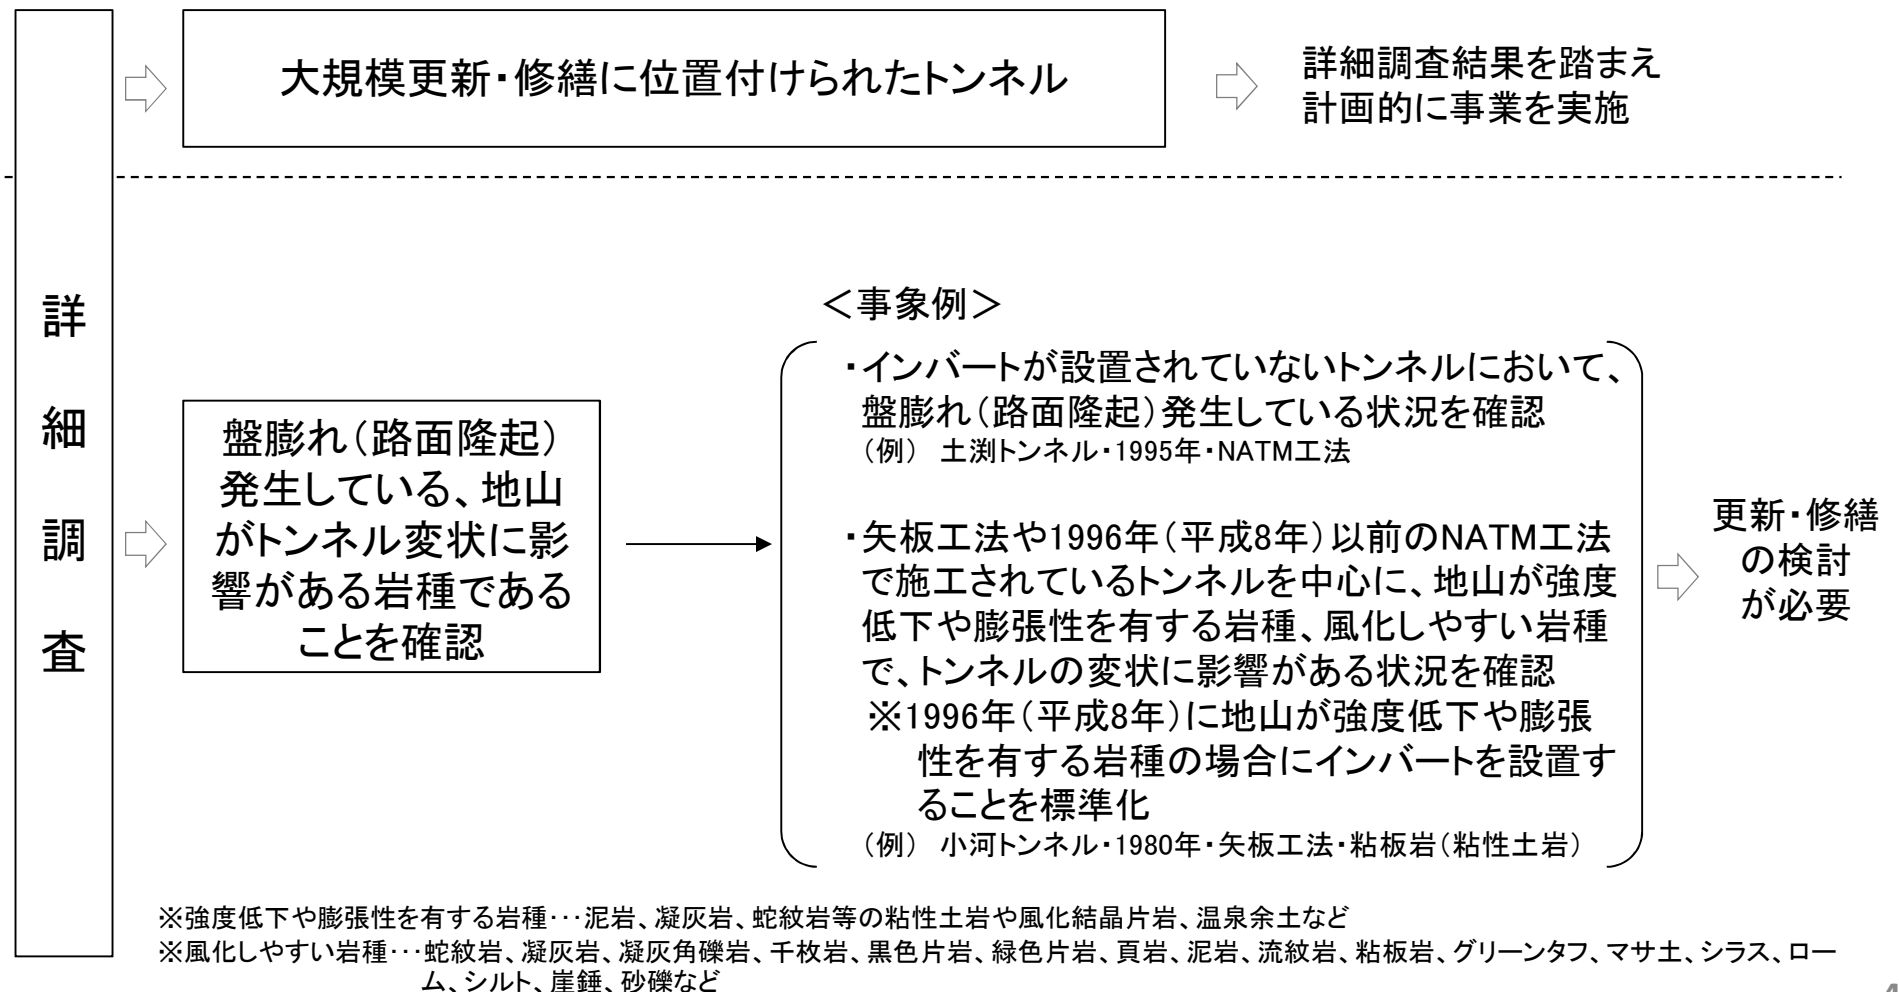 大規模更新・修繕に位置付けられたトンネル
詳細調査結果を踏まえ
計画的に事業を実施
詳細調査
盤膨れ（路面隆起）
発生している、地山
がトンネル変状に影
響がある岩種である
ことを確認
＜事象例＞
・インバートが設置されていないトンネルにおいて、
盤膨れ（路面隆起）発生している状況を確認
（例） 土渕トンネル・1995年・NATM工法
・矢板工法や1996年（平成8年）以前のNATM工法
で施工されているトンネルを中心に、地山が強度
低下や膨張性を有する岩種、風化しやすい岩種
で、トンネルの変状に影響がある状況を確認
※1996年（平成8年）に地山が強度低下や膨張
性を有する岩種の場合にインバートを設置す
ることを標準化
（例） 小河トンネル・1980年・矢板工法・粘板岩（粘性土岩）
更新・修繕
の検討
が必要
※強度低下や膨張性を有する岩種・・・泥岩、凝灰岩、蛇紋岩等の粘性土岩や風化結晶片岩、温泉余土など
※風化しやすい岩種・・・蛇紋岩、凝灰岩、凝灰角礫岩、千枚岩、黒色片岩、緑色片岩、頁岩、泥岩、流紋岩、粘板岩、グリーンタフ、マサ土、シラス、ロー
ム、シルト、崖錐、砂礫など